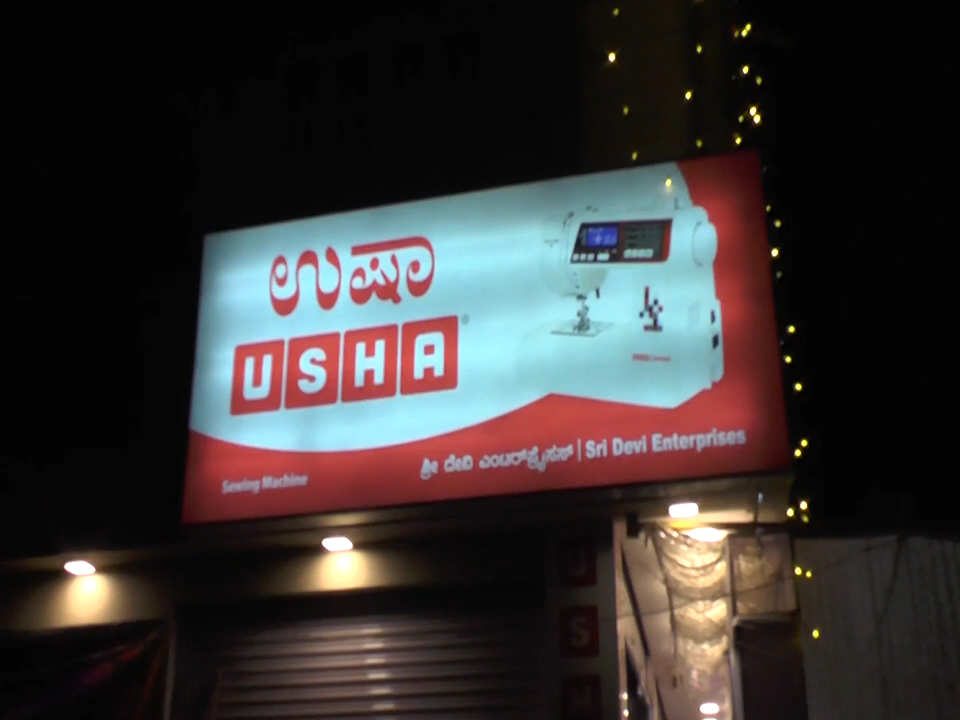 ಉಷಾ
USHA®
Sewing Machine
ಶ್ರೀ ದೇವಿ ಎಂಟರ್‌ಪ್ರೈಸಸ್ | Sri Devi Enterprises
U
S
H